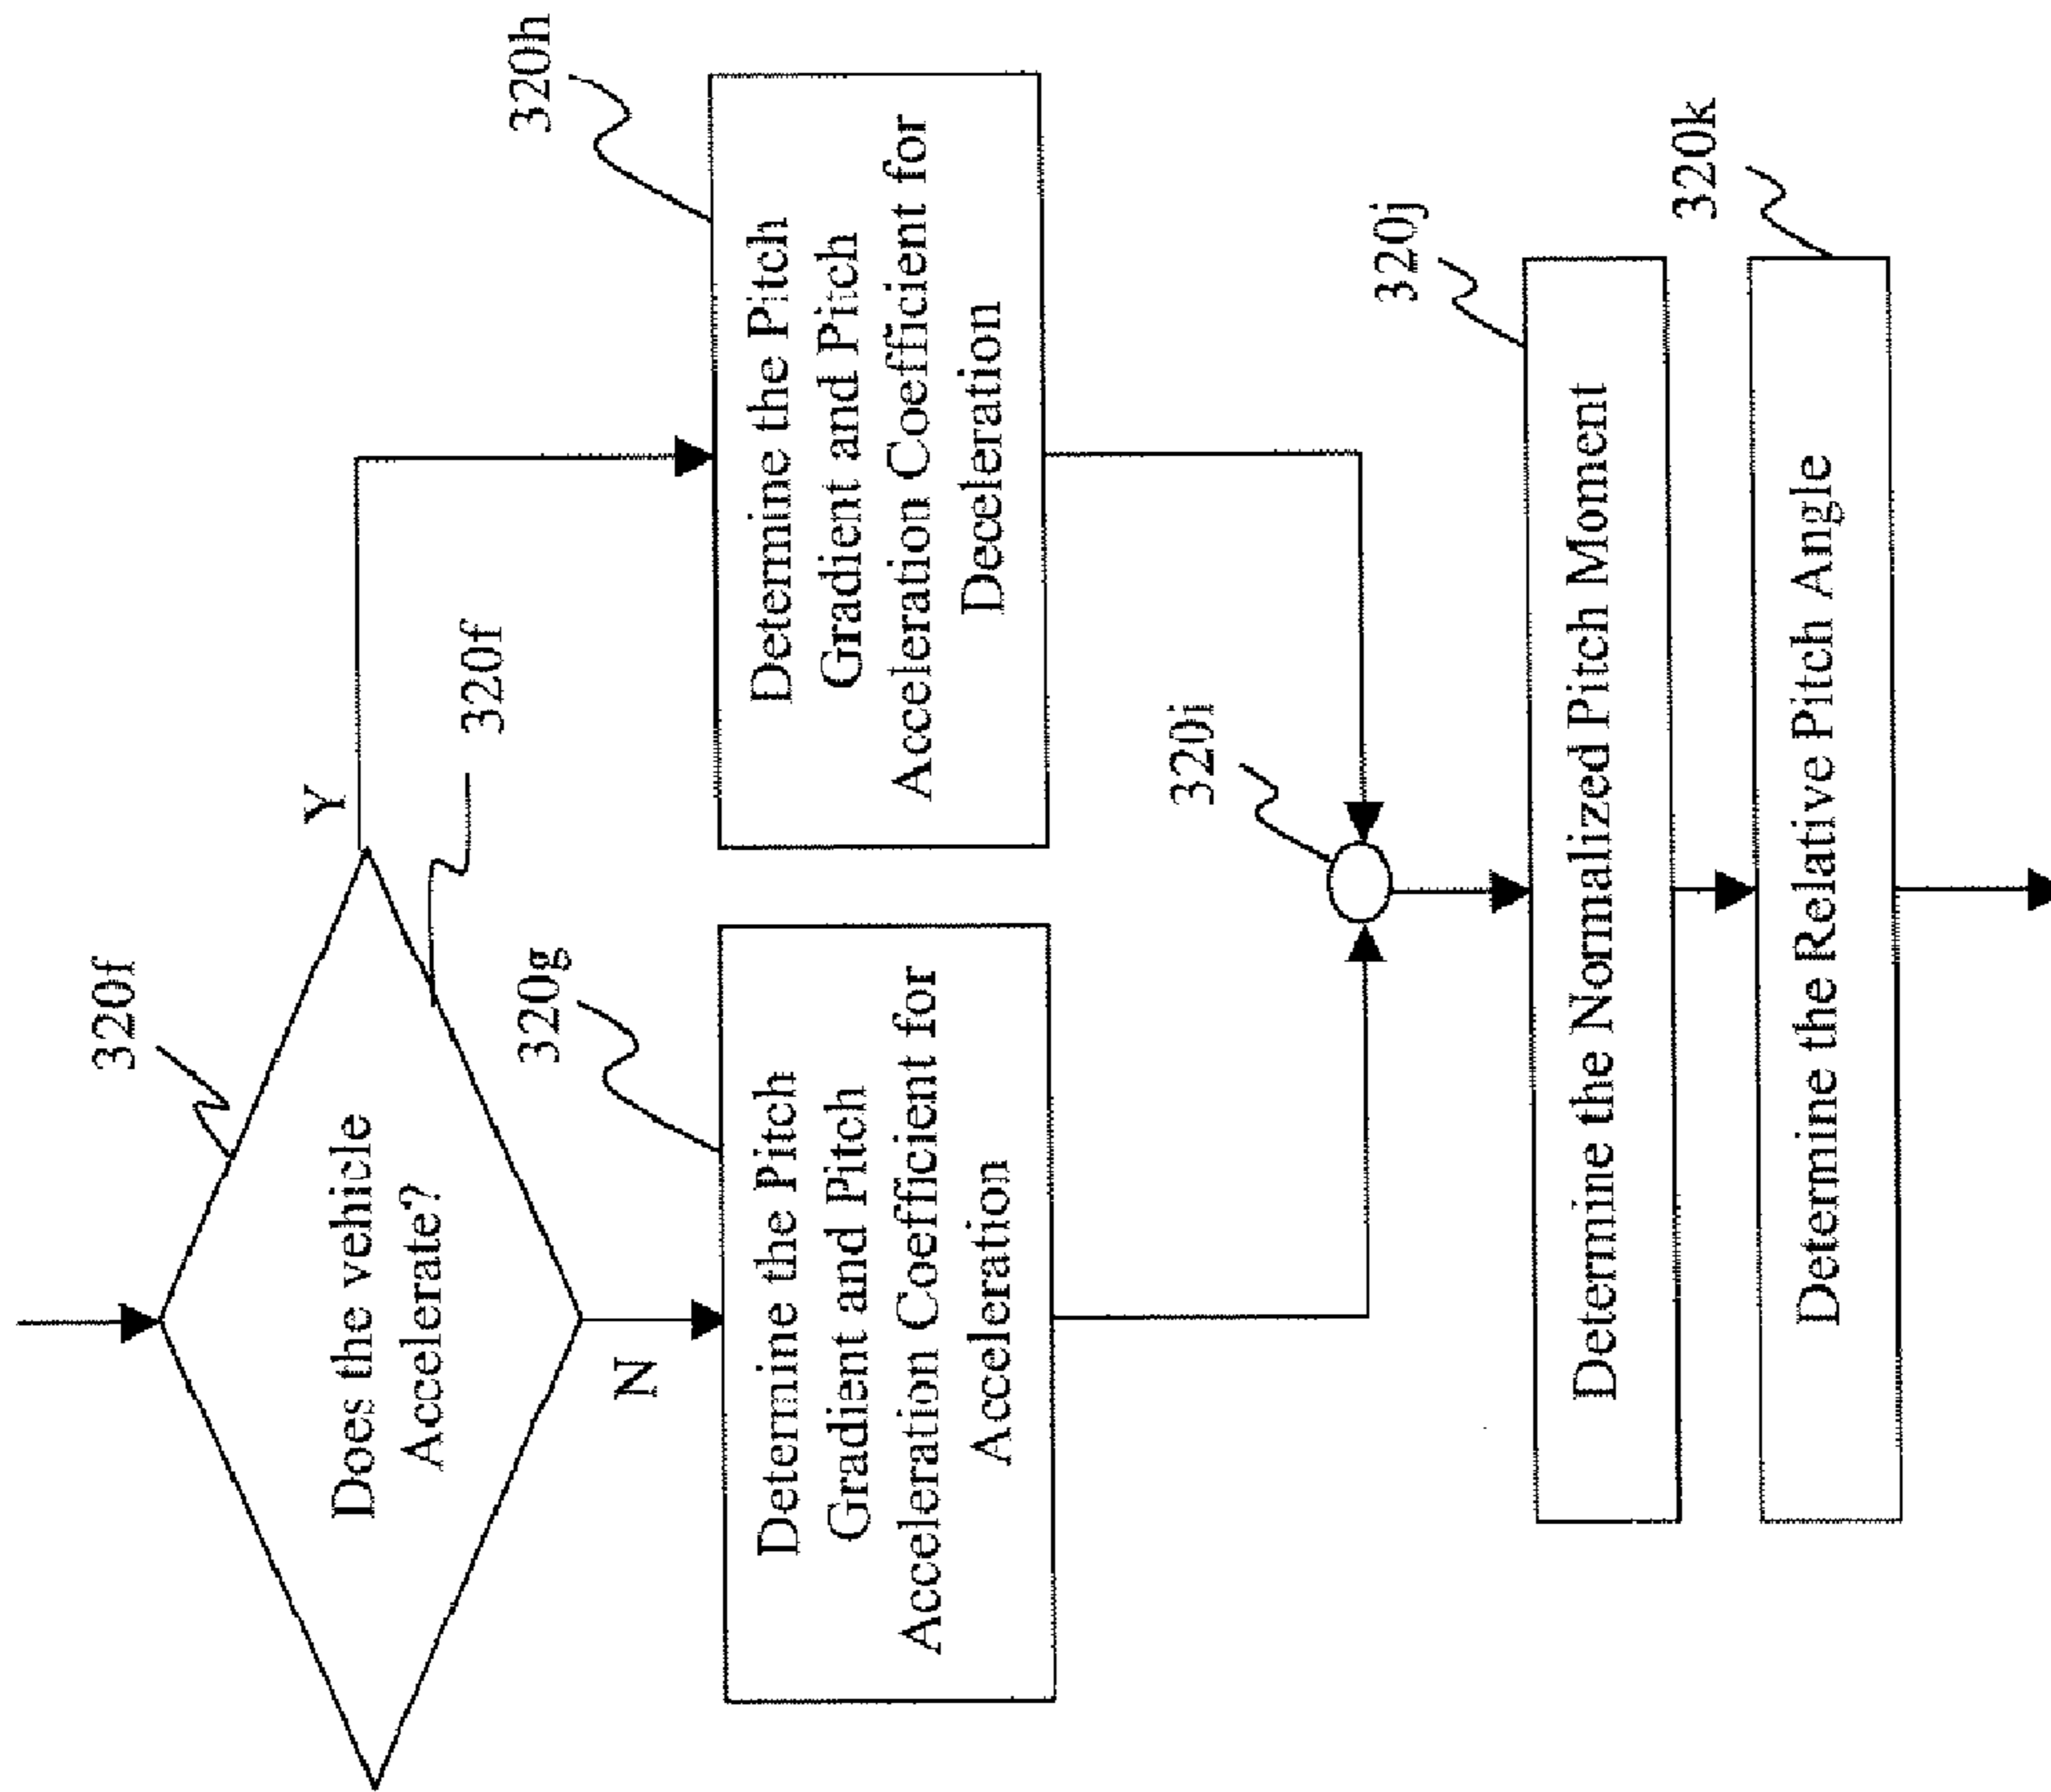 320f
Does the vehicle
Accelerate?
Y
320f
N
320g
Determine the Pitch
Gradient and Pitch
Acceleration Coefficient for
Acceleration
320h
Determine the Pitch
Gradient and Pitch
Acceleration Coefficient for
Deceleration
320i
320j
Determine the Normalized Pitch Moment
320k
Determine the Relative Pitch Angle